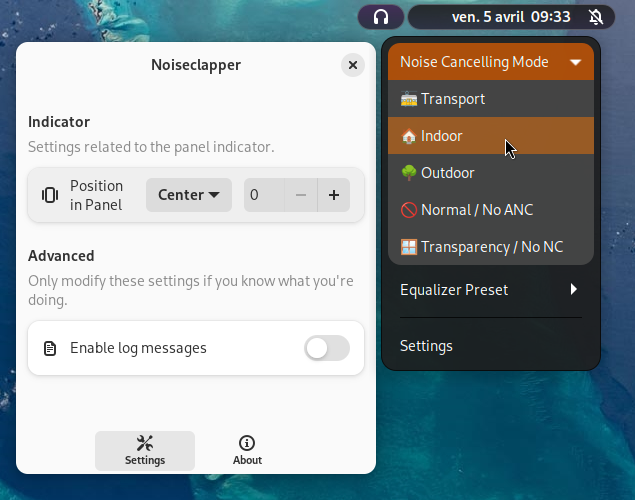 ven. 5 avril 09:33
Noiseclapper
Indicator
Settings related to the panel indicator.
Position
in Panel
Center
0
Advanced
Only modify these settings if you know what you're
doing.
Enable log messages
Settings
About
Noise Cancelling Mode
Transport
Indoor
Outdoor
Normal / No ANC
Transparency / No NC
Equalizer Preset
Settings